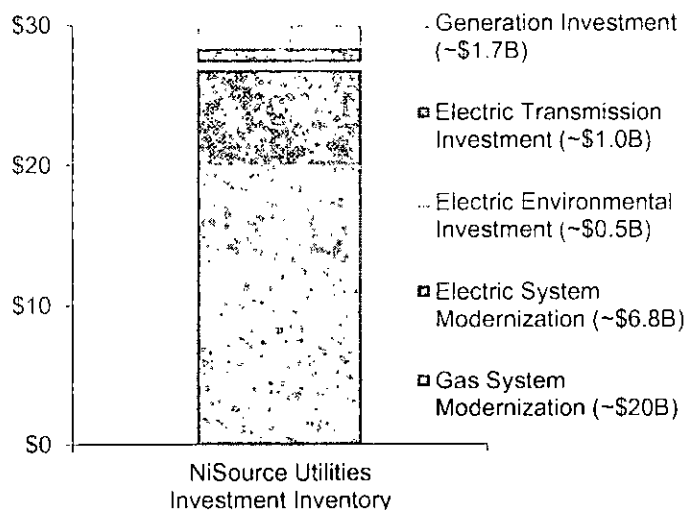 $30
$20
$10
$0
Generation Investment
(~$1.7B)
Electric Transmission
Investment (~$1.0B)
Electric Environmental
Investment (~$0.5B)
Electric System
Modernization (~$6.8B)
Gas System
Modernization (~$20B)
NiSource Utilities
Investment Inventory